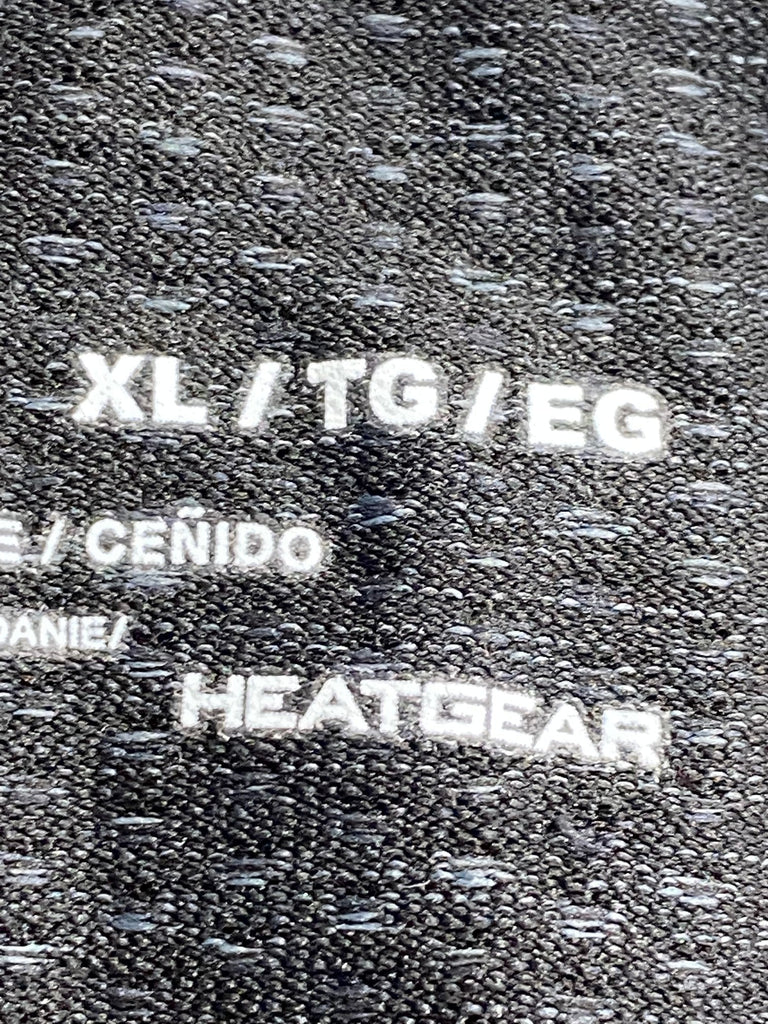 XL / TG / EG
E / CEÑIDO
DANIE/
HEATGEAR